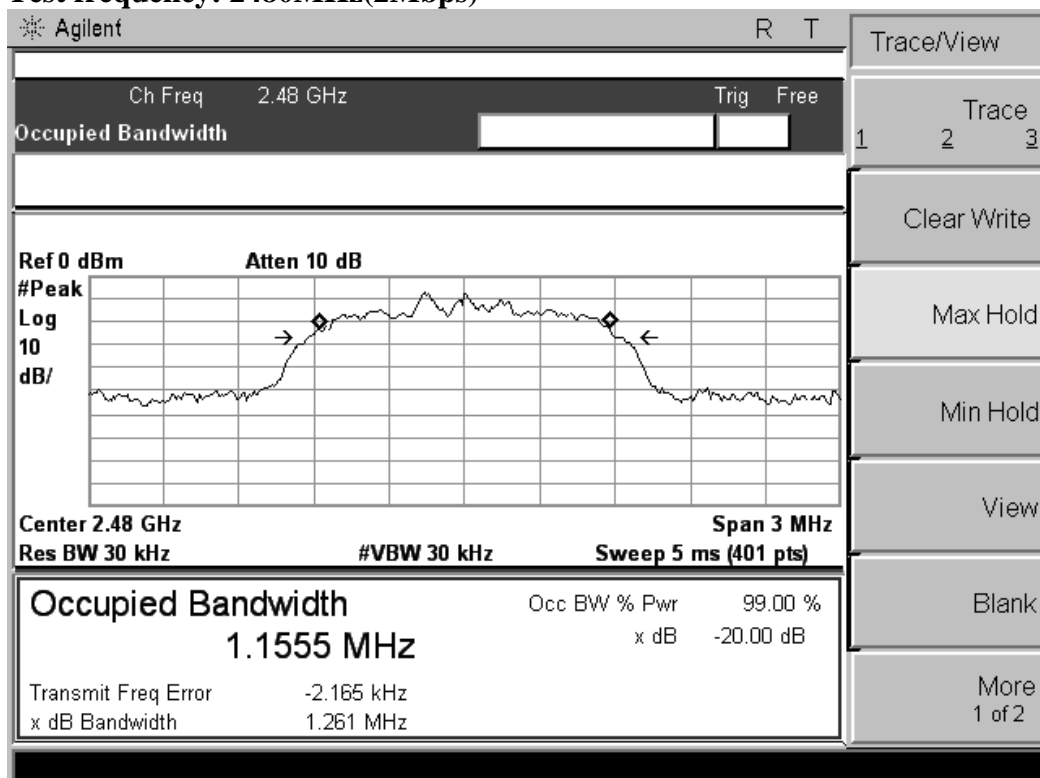 Test frequency: 2480MHz(2Mbps)
Agilent R T
Trace/View
Ch Freq 2.48 GHz Trig Free
Occupied Bandwidth
Trace
1 2 3
Clear Write
Ref 0 dBm Atten 10 dB
#Peak
Log
10
dB/
Max Hold
Min Hold
View
Center 2.48 GHz Span 3 MHz
Res BW 30 kHz #VBW 30 kHz Sweep 5 ms (401 pts)
Occupied Bandwidth Occ BW % Pwr 99.00 %
1.1555 MHz x dB -20.00 dB
Blank
Transmit Freq Error -2.165 kHz
x dB Bandwidth 1.261 MHz
More
1 of 2